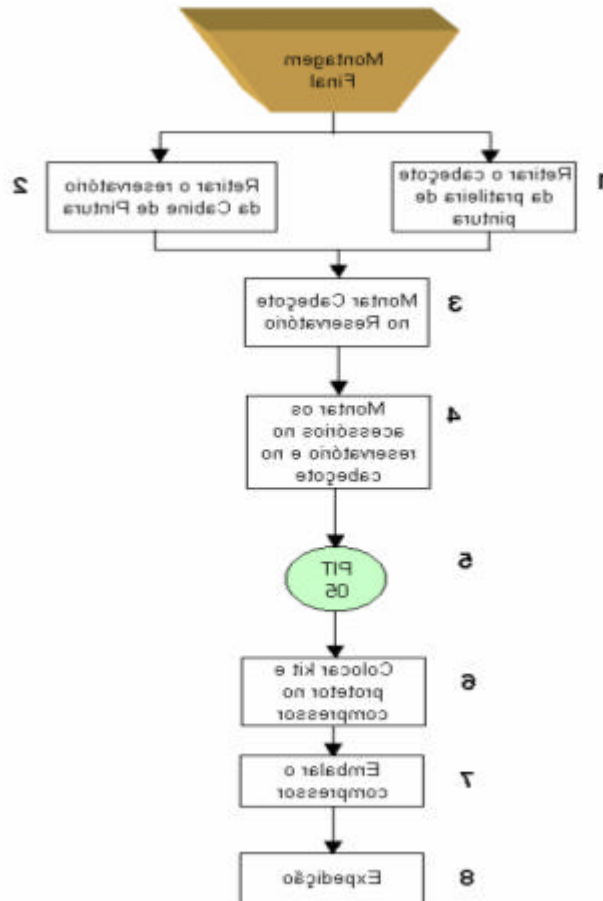 Montagem
Final
1
Retirar o cabeçote
da pratileira de
pintura
2
Retirar o reservatório
da Cabine de Pintura
3
Montar Cabeçote
no Reservatório
4
Montar os
acessórios no
reservatório e no
cabeçote
5
PIT
05
6
Colocar kit e
protetor no
compressor
7
Embalar o
compressor
8
Expedição